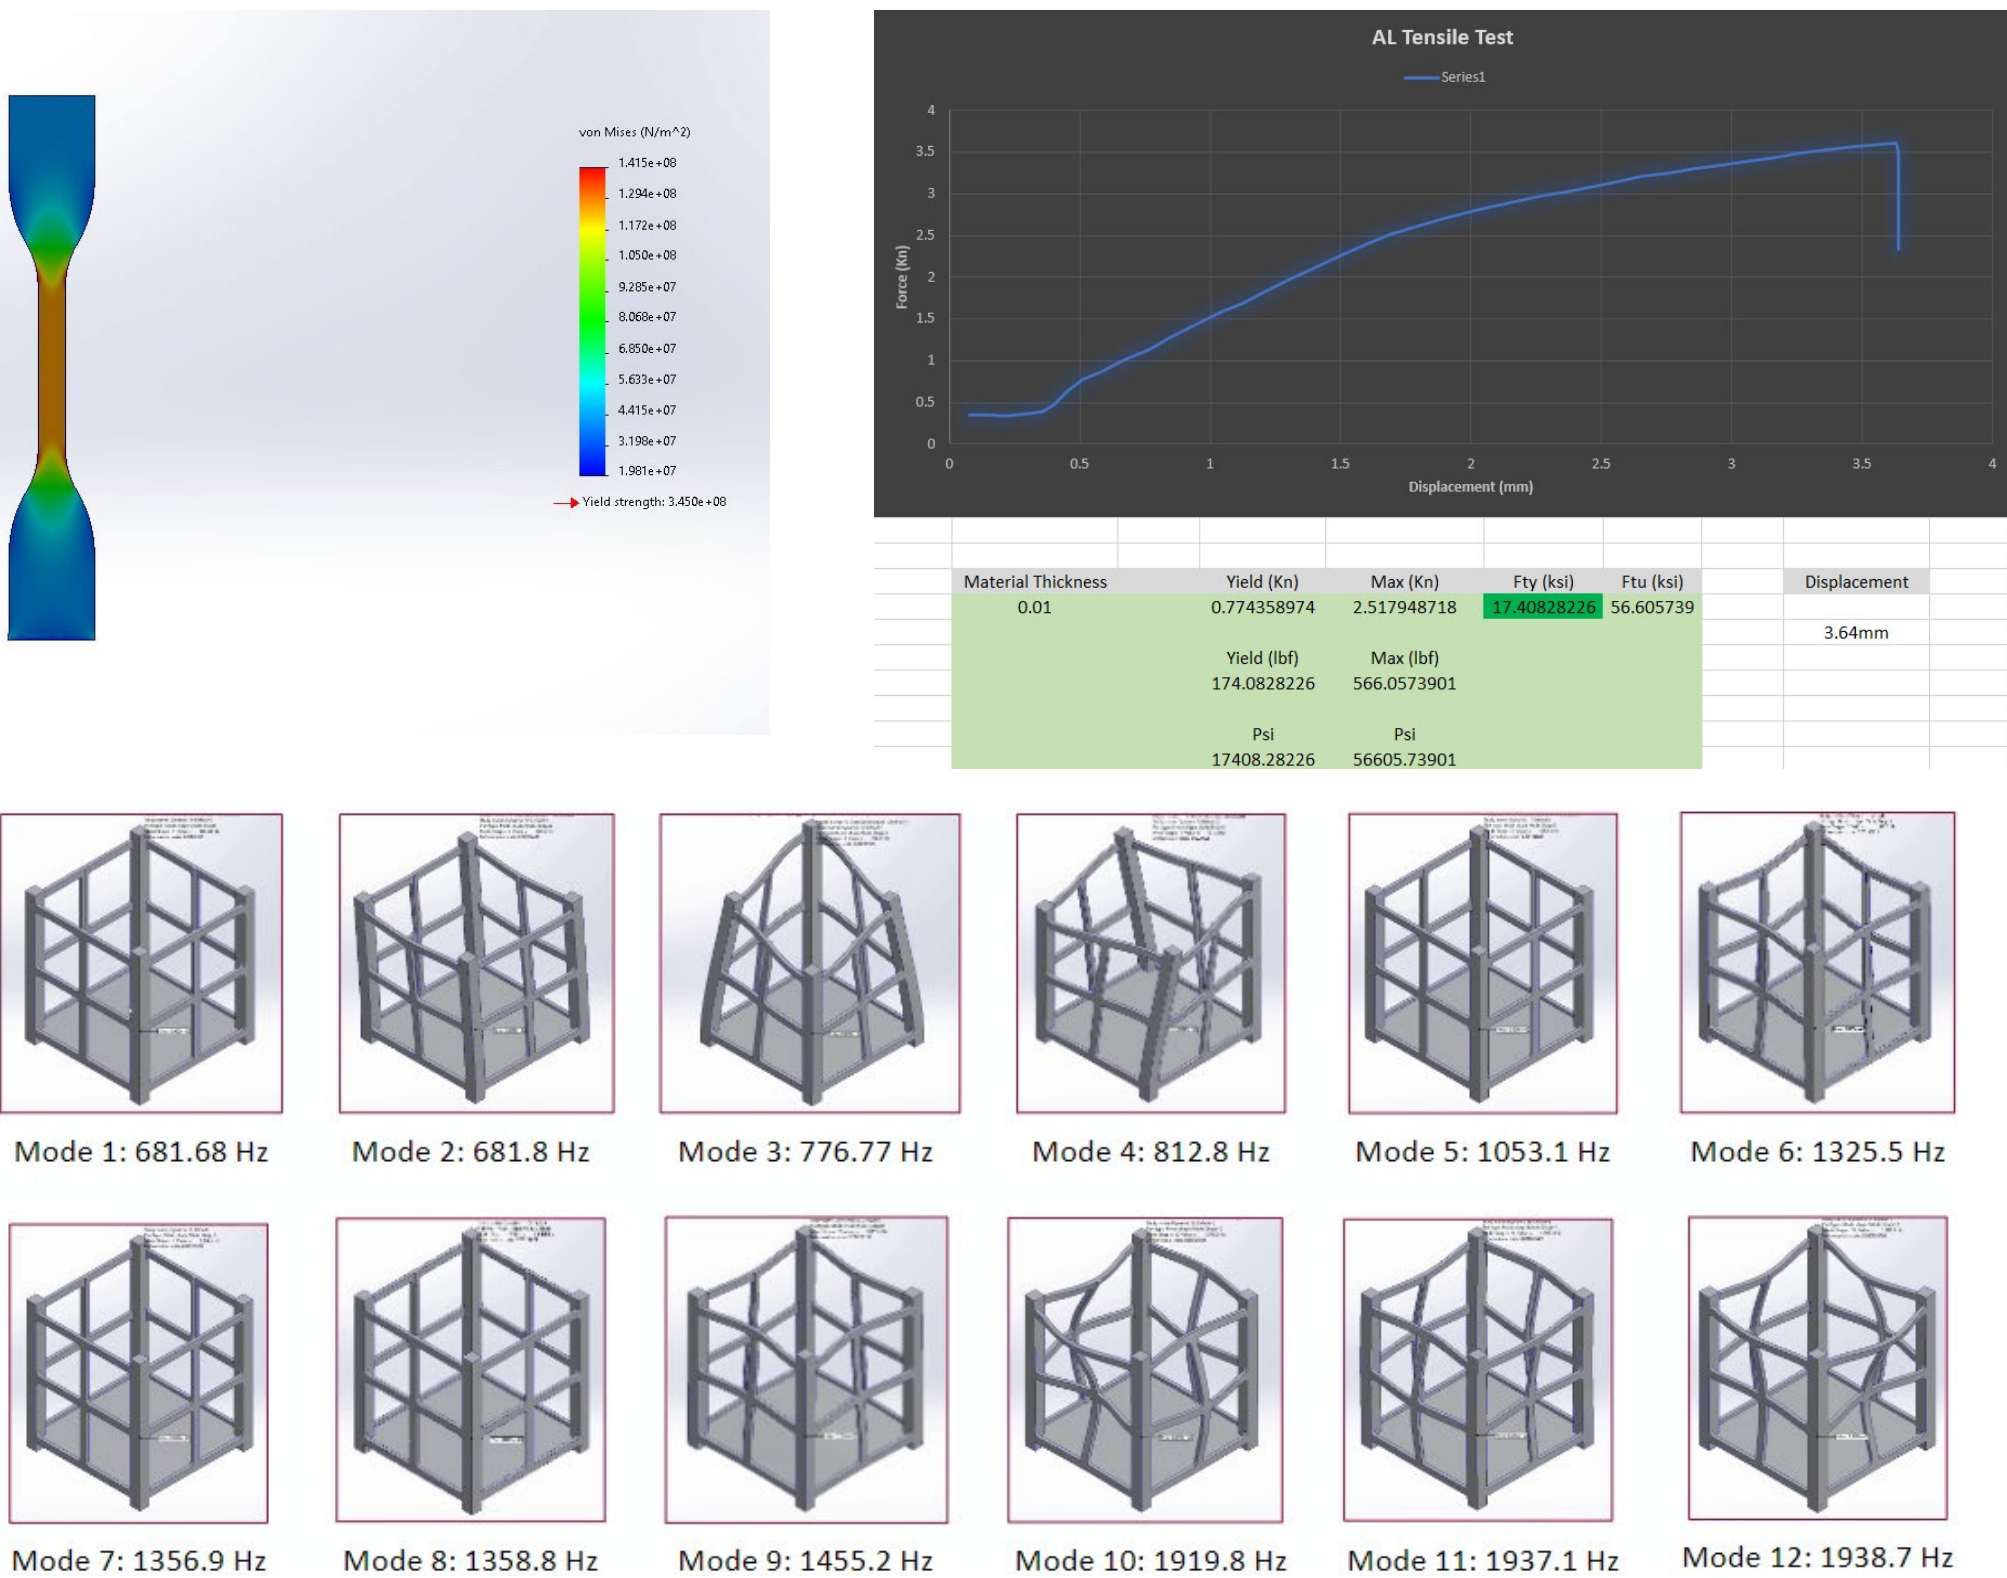 von Mises (N/m^2)
1.415e+08
1.294e+08
1.172e+08
1.050e+08
9.285e+07
8.068e+07
6.850e+07
5.633e+07
4.415e+07
3.198e+07
1.981e+07
Yield strength: 3.450e+08
AL Tensile Test
Series1
Force (Kn)
4
3.5
3
2.5
2
1.5
1
0.5
0
0 0.5 1 1.5 2 2.5 3 3.5 4
Displacement (mm)
Material Thickness Yield (Kn) Max (Kn) Fty (ksi) Ftu (ksi) Displacement
0.01 0.774358974 2.517948718 17.40828226 56.605739
3.64mm
Yield (lbf) Max (lbf)
174.0828226 566.0573901
Psi Psi
17408.28226 56605.73901
Mode 1: 681.68 Hz
Mode 2: 681.8 Hz
Mode 3: 776.77 Hz
Mode 4: 812.8 Hz
Mode 5: 1053.1 Hz
Mode 6: 1325.5 Hz
Mode 7: 1356.9 Hz
Mode 8: 1358.8 Hz
Mode 9: 1455.2 Hz
Mode 10: 1919.8 Hz
Mode 11: 1937.1 Hz
Mode 12: 1938.7 Hz